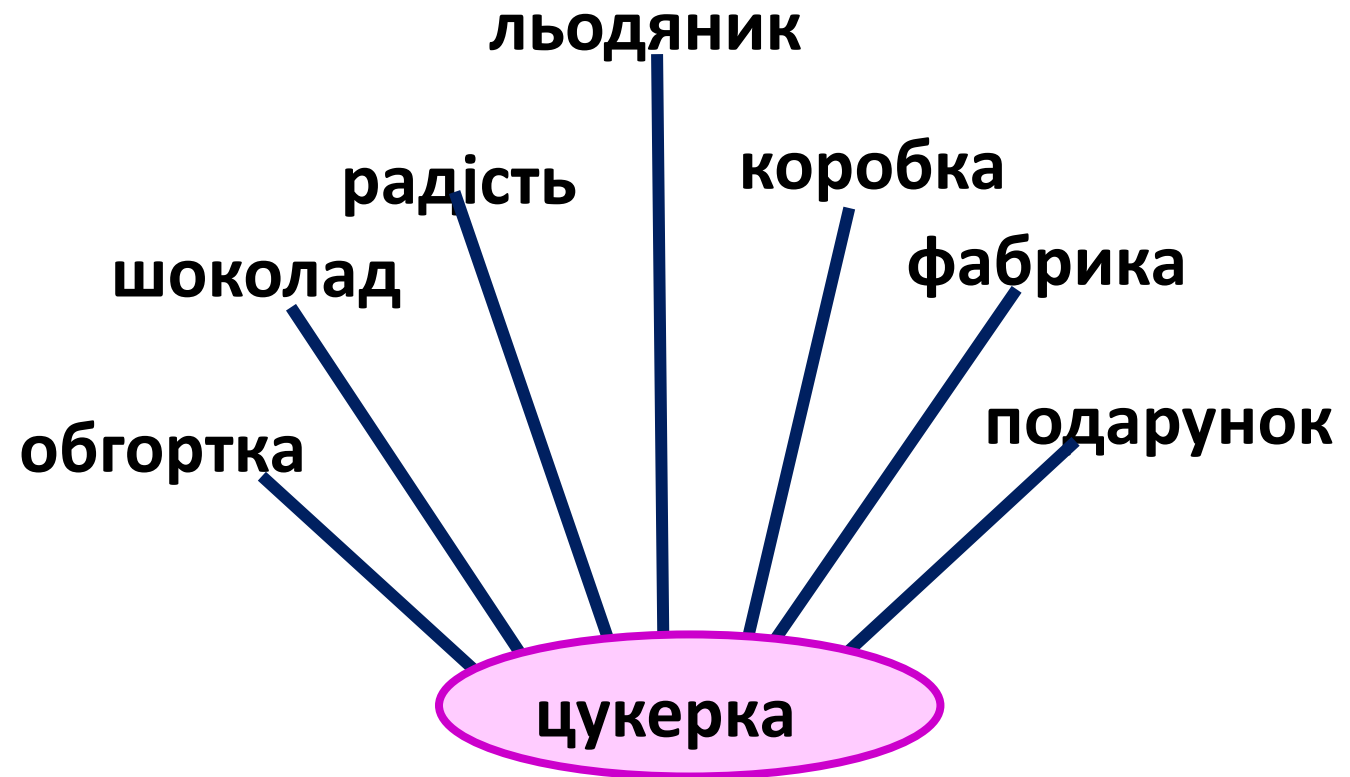 льодяник
радість
коробка
шоколад
фабрика
обгортка
подарунок
цукерка